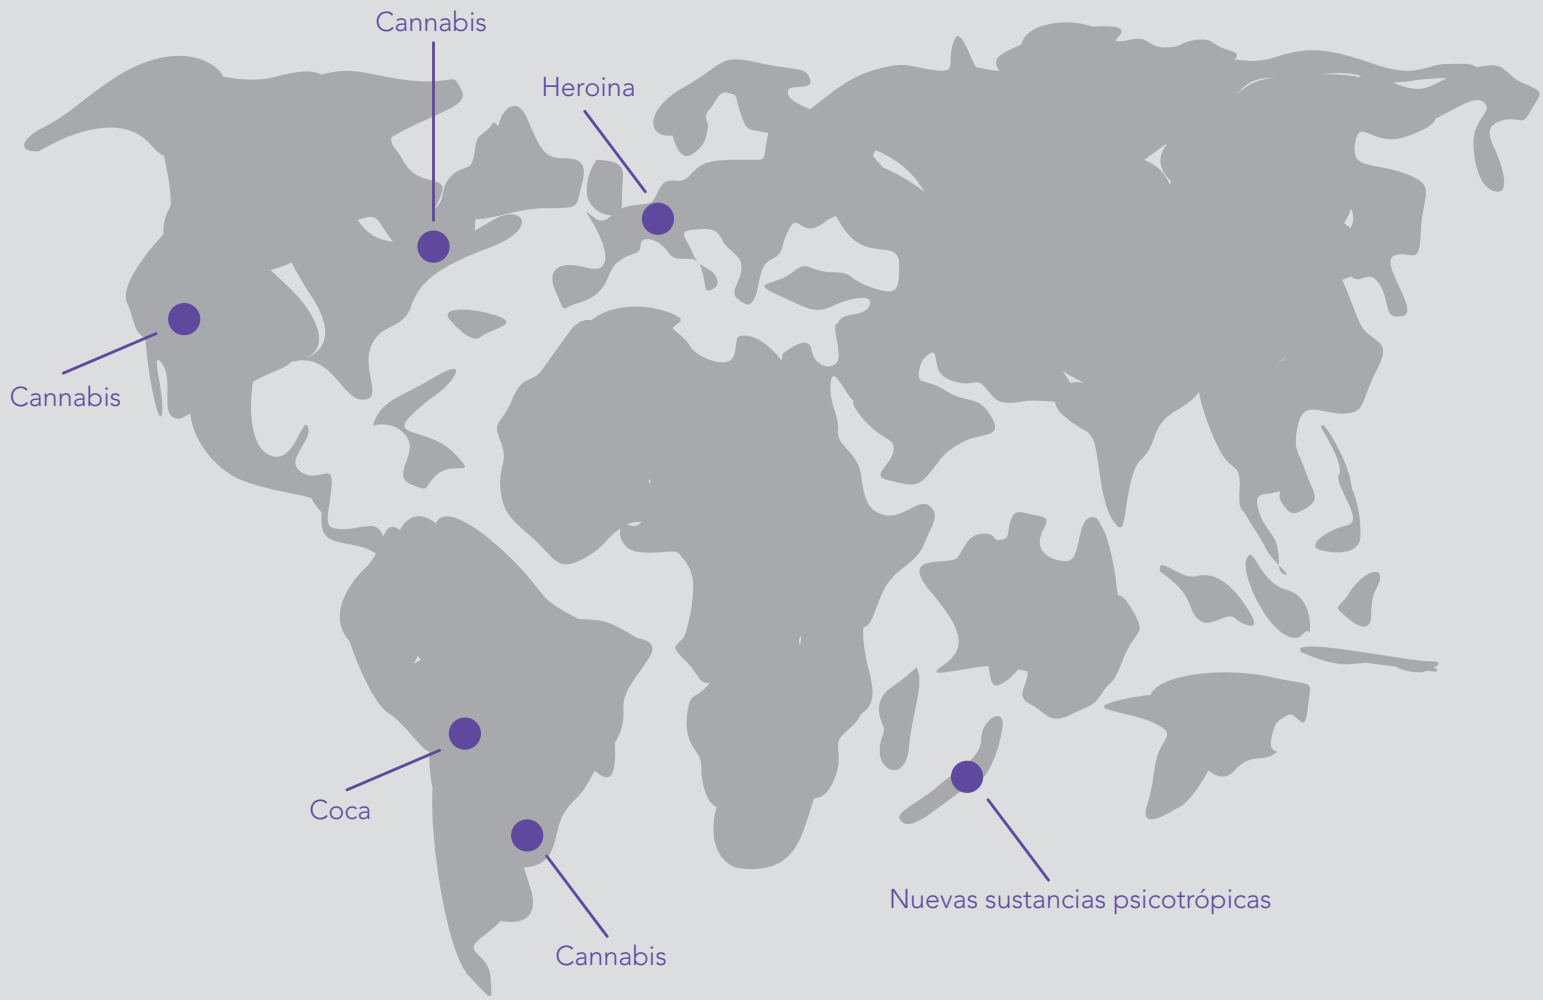 Cannabis
Heroina
Cannabis
Coca
Nuevas sustancias psicotrópicas
Cannabis